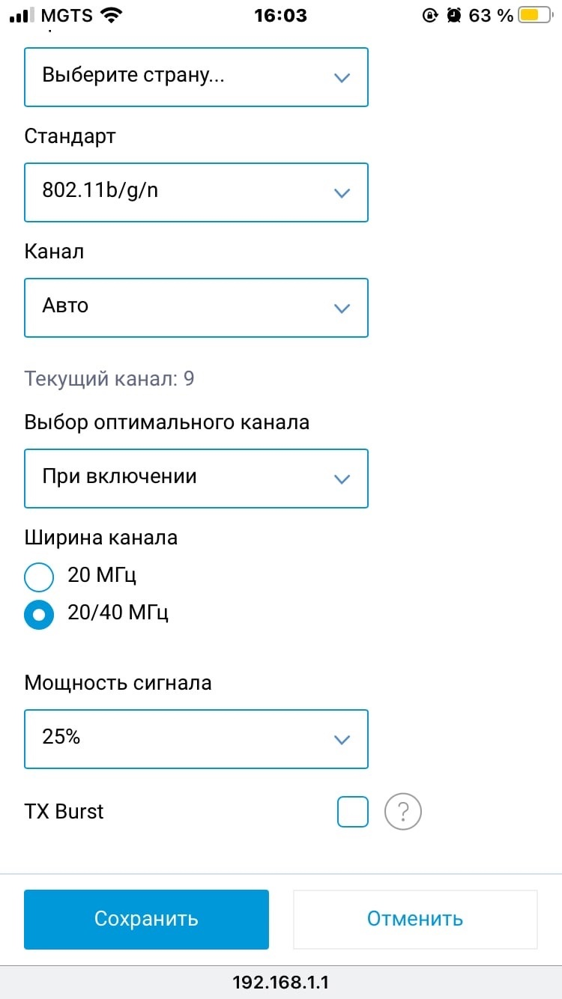 MGTS 16:03 63 %
Выберите страну...
Стандарт
802.11b/g/n
Канал
Авто
Текущий канал: 9
Выбор оптимального канала
При включении
Ширина канала
20 МГц
20/40 МГц
Мощность сигнала
25%
TX Burst ?
Сохранить Отменить
192.168.1.1